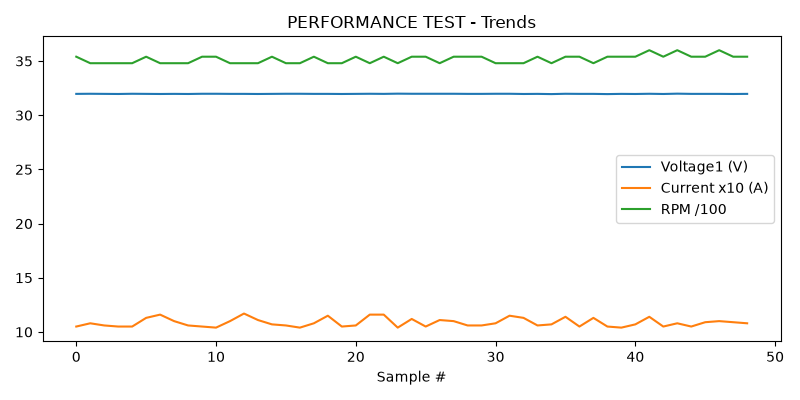 PERFORMANCE TEST - Trends
35
30
25
20
15
10
Voltage1 (V)
Current x10 (A)
RPM /100
0 10 20 30 40 50
Sample #